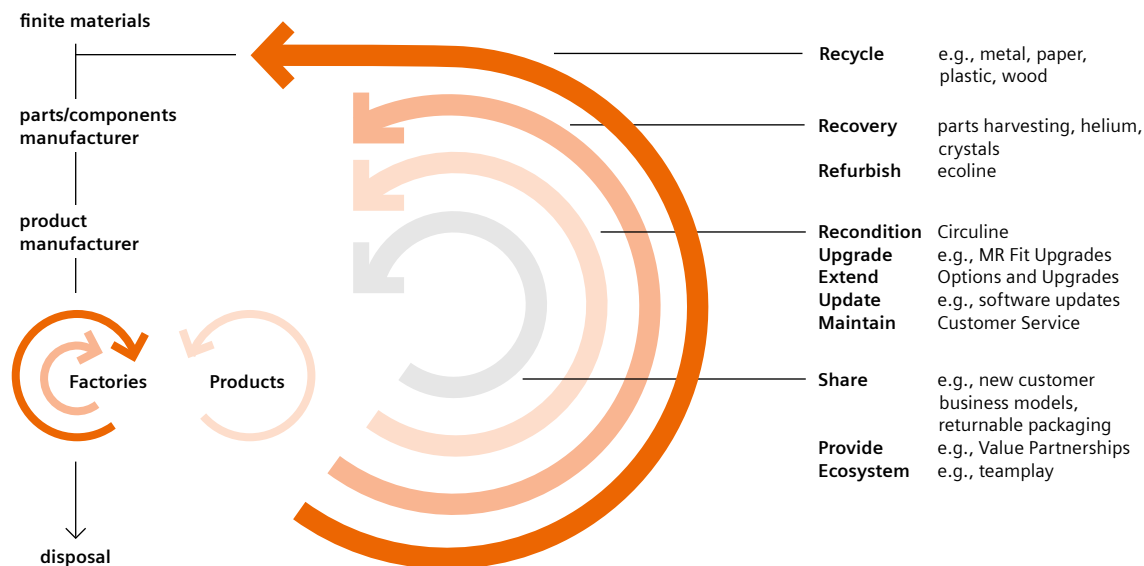 finite materials
parts/components
manufacturer
product
manufacturer
Factories
Products
disposal
Recycle e.g., metal, paper,
plastic, wood
Recovery parts harvesting, helium,
crystals
Refurbish ecoline
Recondition Circuline
Upgrade e.g., MR Fit Upgrades
Extend Options and Upgrades
Update e.g., software updates
Maintain Customer Service
Share e.g., new customer
business models,
returnable packaging
Provide e.g., Value Partnerships
Ecosystem e.g., teamplay